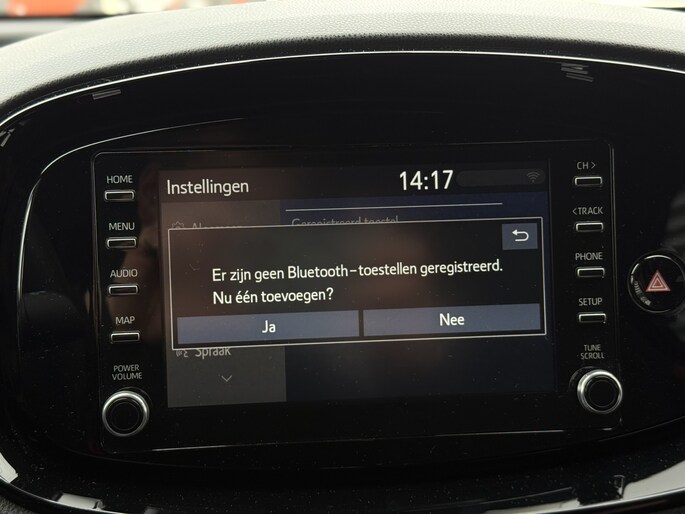 HOME
MENU
AUDIO
MAP
POWER
VOLUME
Instellingen
14:17
Geregistreerd toestel
Er zijn geen Bluetooth-toestellen geregistreerd.
Nu één toevoegen?
Ja
Nee
Spraak
CH >
<TRACK
PHONE
SETUP
TUNE
SCROLL